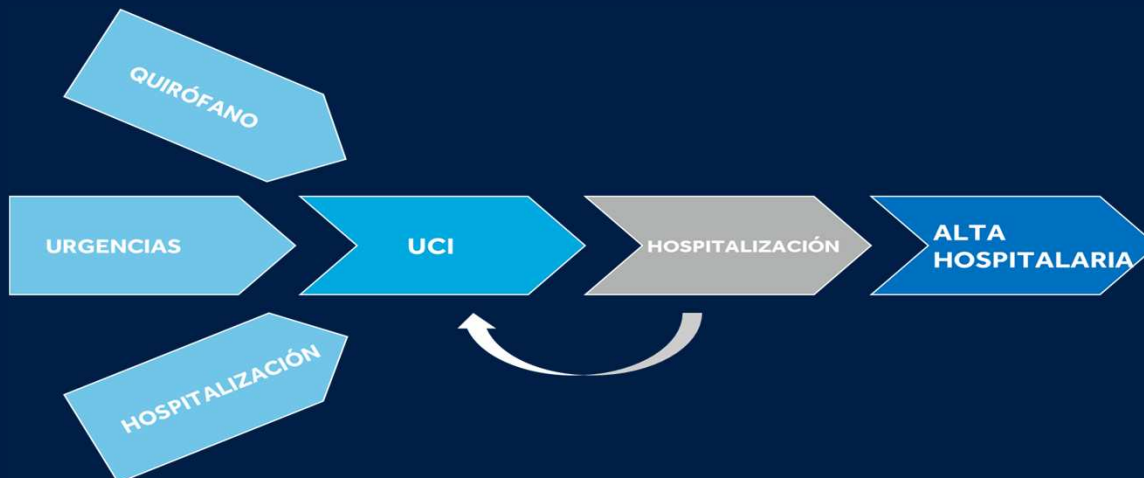 QUIRÓFANO
URGENCIAS
UCI
HOSPITALIZACIÓN
ALTA
HOSPITALARIA
HOSPITALIZACIÓN